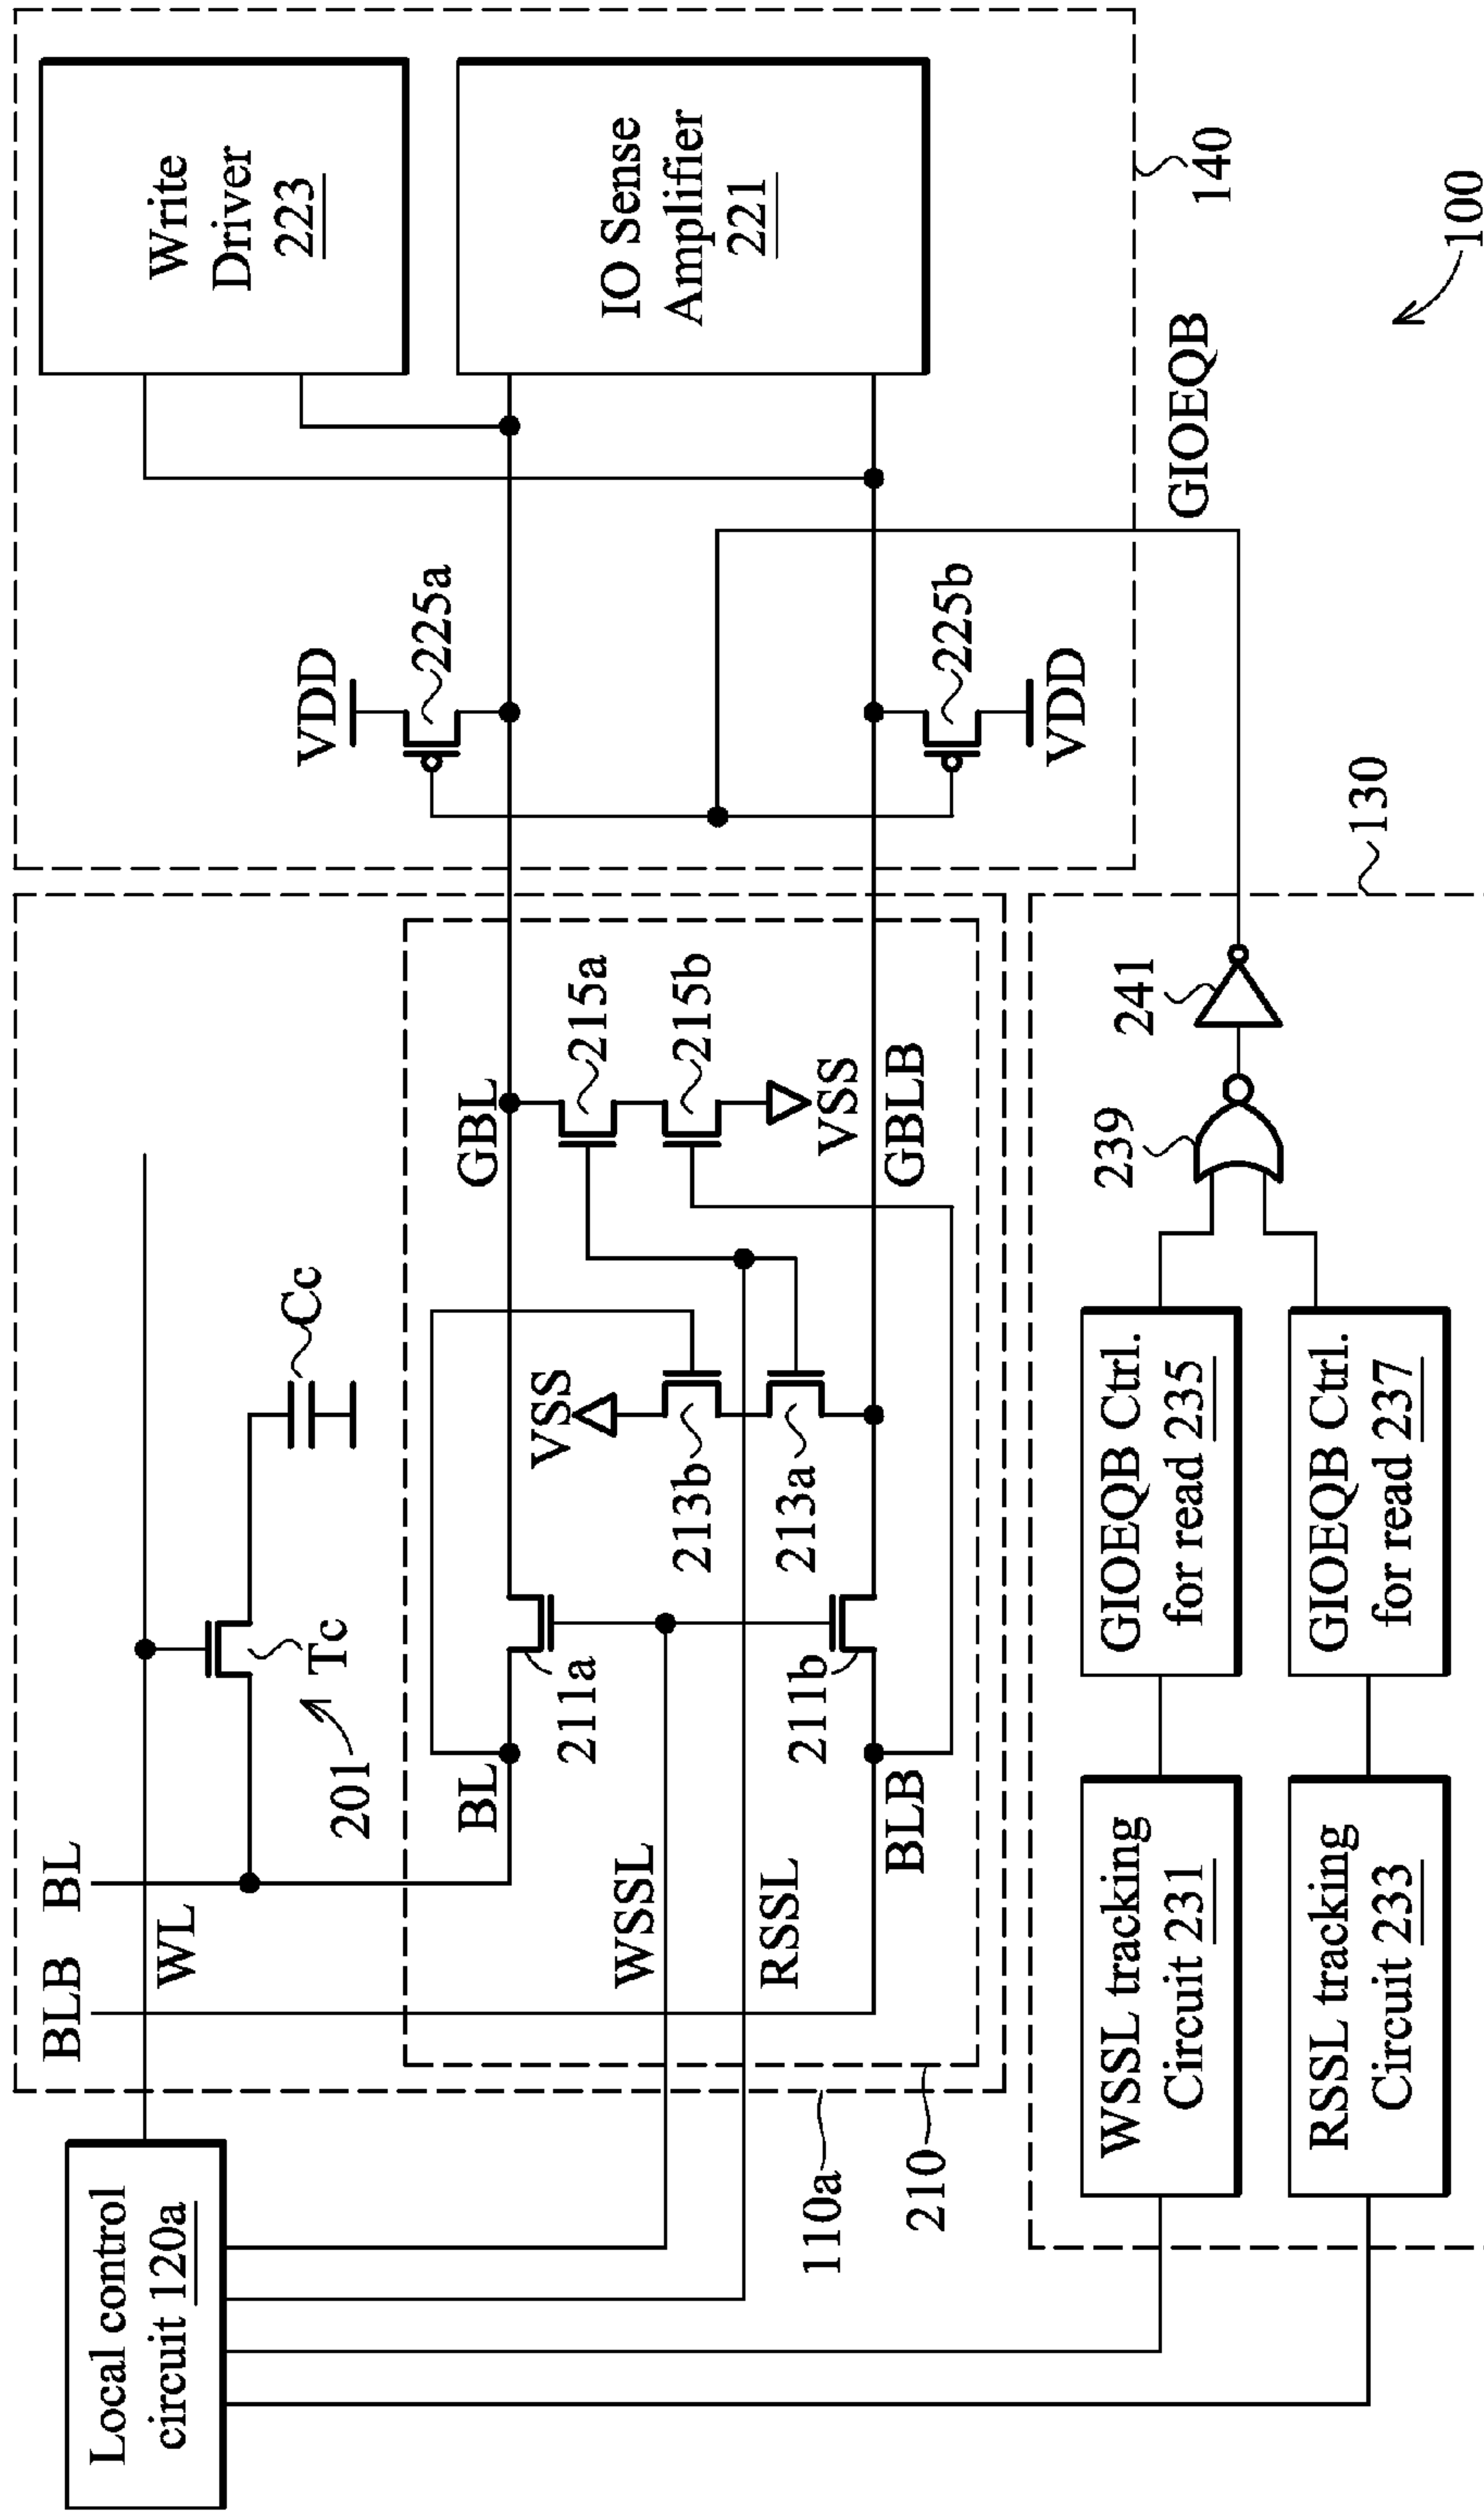 Local control
circuit 120a
BLB
BL
WL
201
Tc
Cc
BL
211a
WSSL
RSSL
BLB
211b
VSS
213b
213a
GBL
215a
215b
VSS
GBLB
110a
210
VDD
225a
225b
VDD
Write
Driver
223
IO Sense
Amplifier
221
140
GIOEQB
100
WSSL tracking
Circuit 231
RSSL tracking
Circuit 233
GIOEQB Ctrl.
for read 235
GIOEQB Ctrl.
for read 237
239
241
130